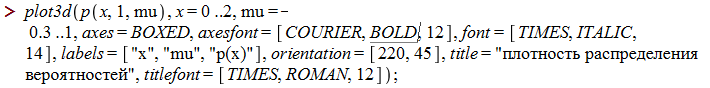 > plot3d(p(x, 1, mu), x = 0 ..2, mu =-
0.3 ..1, axes = BOXED, axesfont = [ COURIER, BOLD, 12], font = [ TIMES, ITALIC,
14], labels = [ "x", "mu", "p(x)"], orientation = [ 220, 45], title = "плотность распределения
вероятностей", titlefont = [ TIMES, ROMAN, 12]);